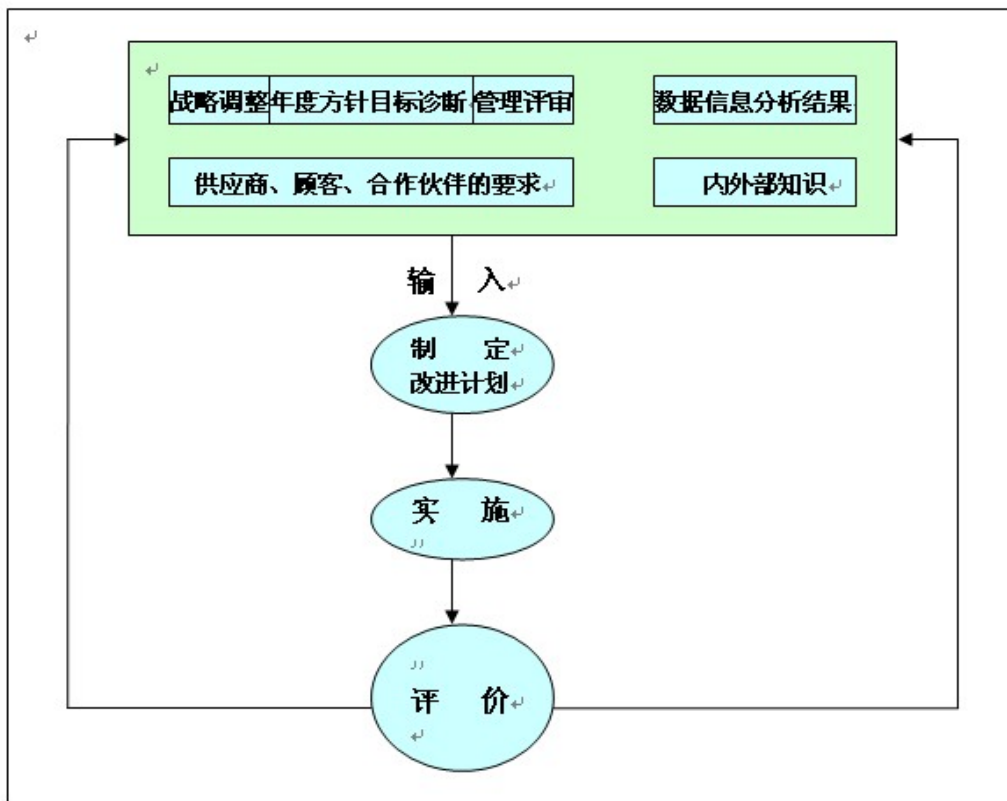 战略调整 年度方针目标诊断 管理评审 数据信息分析结果
供应商、顾客、合作伙伴的要求 内外部知识
输 入
制 定
改进计划
实 施
评 价